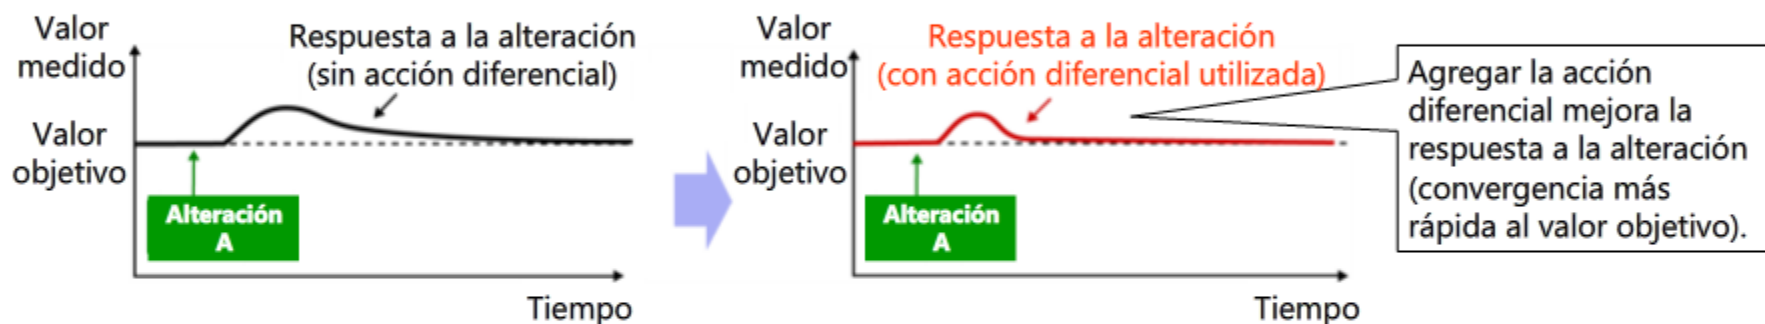 Valor
medido
Respuesta a la alteración
(sin acción diferencial)
Valor
objetivo
Alteración
A
Tiempo
Valor
medido
Respuesta a la alteración
(con acción diferencial utilizada)
Valor
objetivo
Alteración
A
Tiempo
Agregar la acción
diferencial mejora la
respuesta a la alteración
(convergencia más
rápida al valor objetivo).